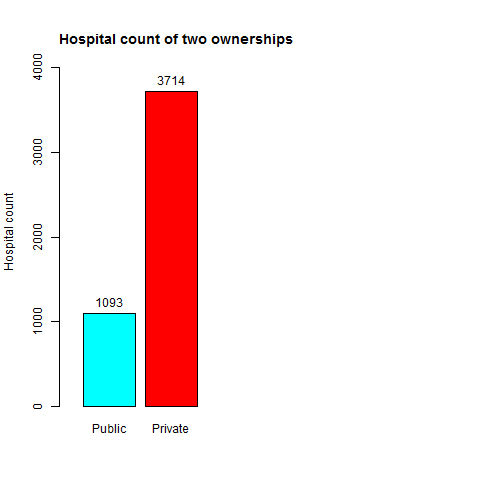 Hospital count of two ownerships
Hospital count
4000
3000
2000
1000
0
3714
1093
Public
Private